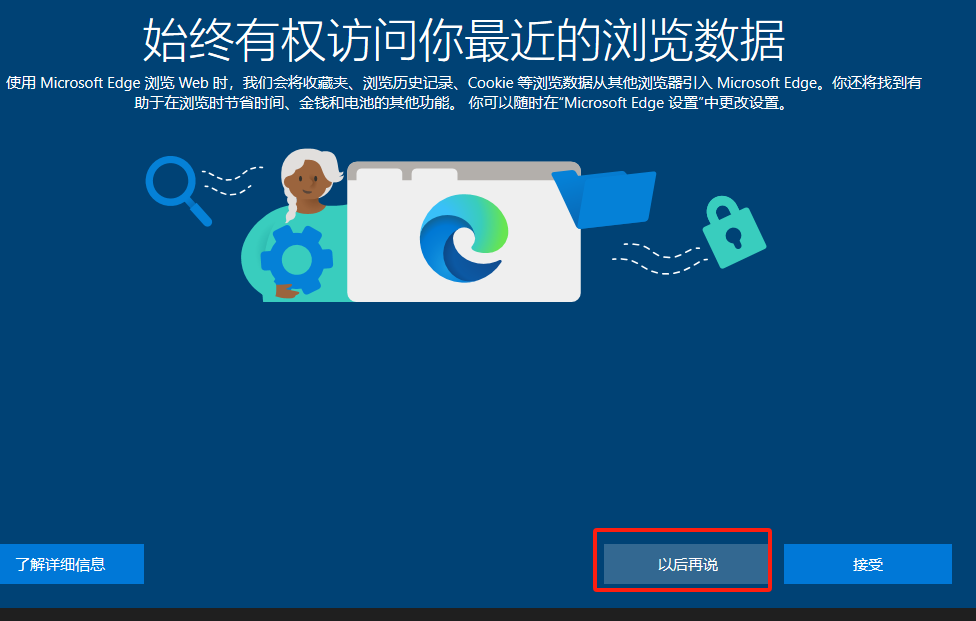 始终有权访问你最近的浏览数据
使用 Microsoft Edge 浏览 Web 时，我们会将收藏夹、浏览历史记录、Cookie 等浏览数据从其他浏览器引入 Microsoft Edge。你还将找到有
助于在浏览时节省时间、金钱和电池的其他功能。 你可以随时在“Microsoft Edge 设置”中更改设置。
了解详细信息
以后再说
接受